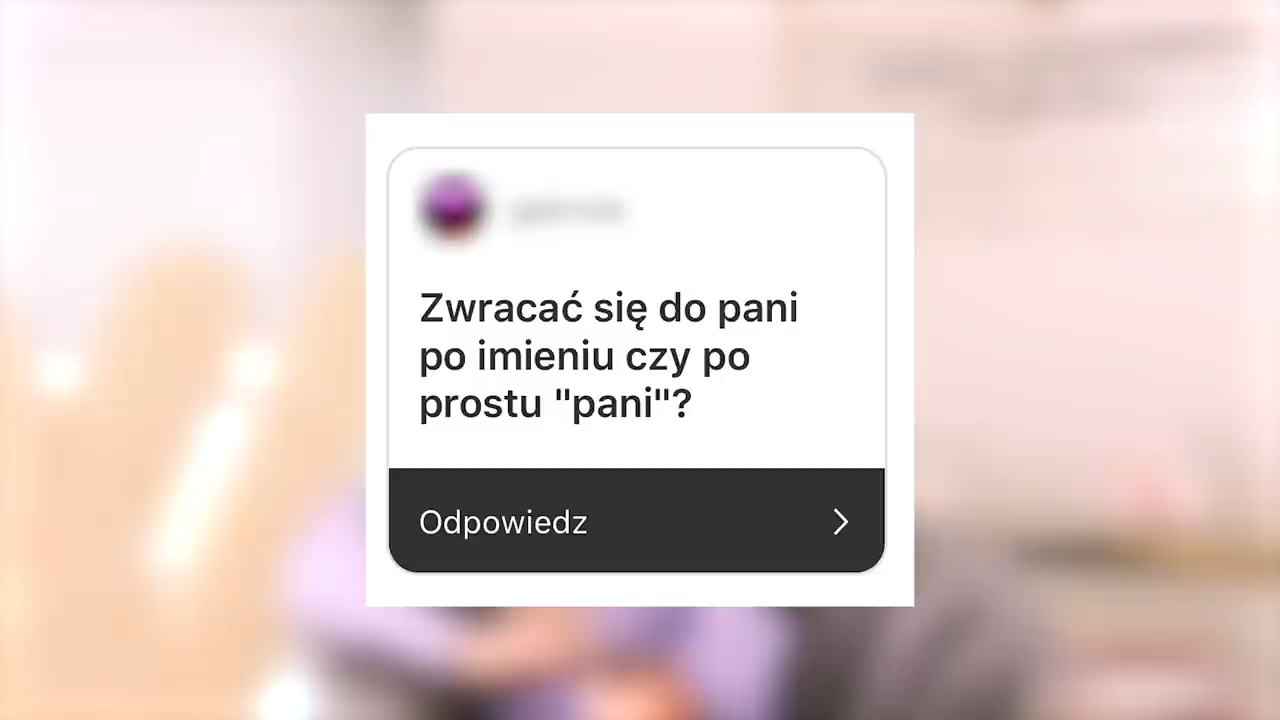 Zwracać się do pani
po imieniu czy po
prostu "pani"?
Odpowiedz